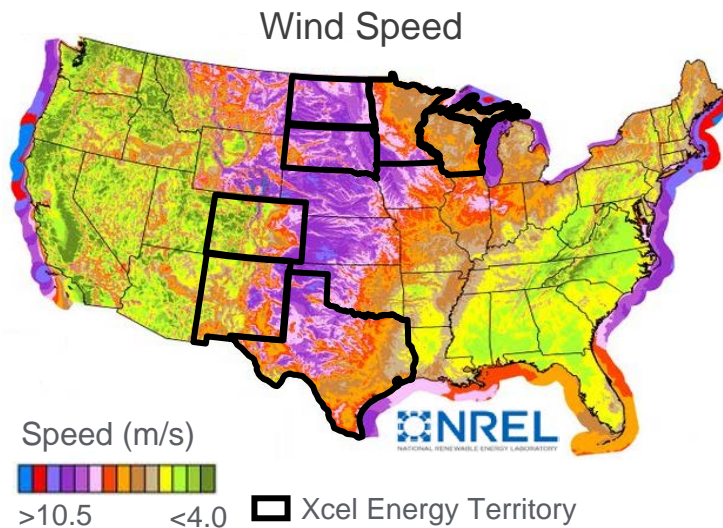 Wind Speed
NREL
NATIONAL RENEWABLE ENERGY LABORATORY
Speed (m/s)
>10.5 <4.0
Xcel Energy Territory